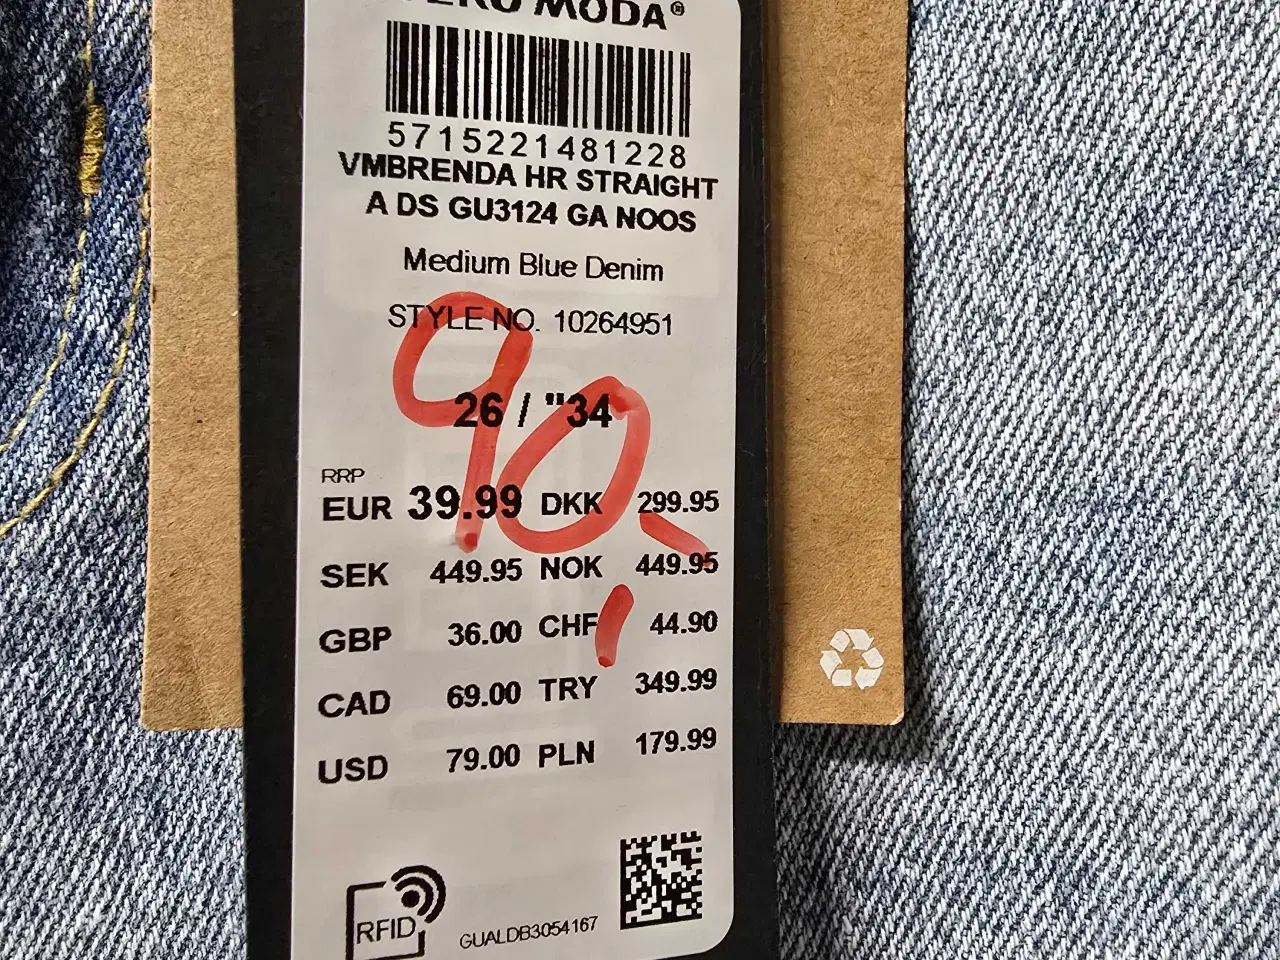 VERO MODA®
5715221481228
VMBRENDA HR STRAIGHT
A DS GU3124 GA NOOS
Medium Blue Denim
STYLE NO. 10264951
90,-
26 / "34
RRP
EUR 39.99 DKK 299.95
SEK 449.95 NOK 449.95
GBP 36.00 CHF 44.90
CAD 69.00 TRY 349.99
USD 79.00 PLN 179.99
RFID
GUALDB3054167